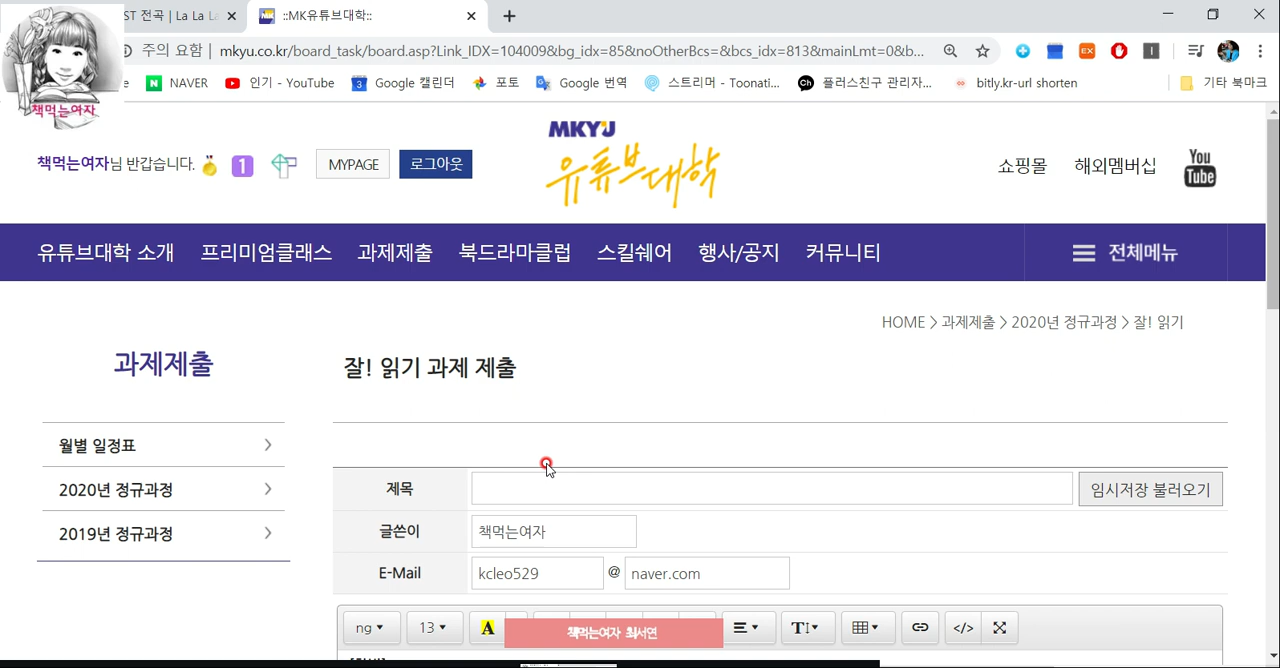 ST 전곡 | La La La
::MK유튜브대학::
주의 요함 | mkyu.co.kr/board_task/board.asp?Link_IDX=104009&bg_idx=85&noOtherBcs=&bcs_idx=813&mainLmt=0&b...
e NAVER 인기 - YouTube Google 캘린더 포토 Google 번역 스트리머 - Toonati... 플러스친구 관리자... bitly.kr-url shorten 기타 북마크
책먹는여자
책먹는여자님 반갑습니다. 1 MYPAGE 로그아웃
MKYU
유튜브대학
쇼핑몰 해외멤버십 You Tube
유튜브대학 소개 프리미엄클래스 과제제출 북드라마클럽 스킬쉐어 행사/공지 커뮤니티 전체메뉴
HOME > 과제제출 > 2020년 정규과정 > 잘! 읽기
과제제출
월별 일정표
2020년 정규과정
2019년 정규과정
잘! 읽기 과제 제출
제목 임시저장 불러오기
글쓴이 책먹는여자
E-Mail kcleo529 @ naver.com
ng 13 A T </>
책먹는여자 최서연